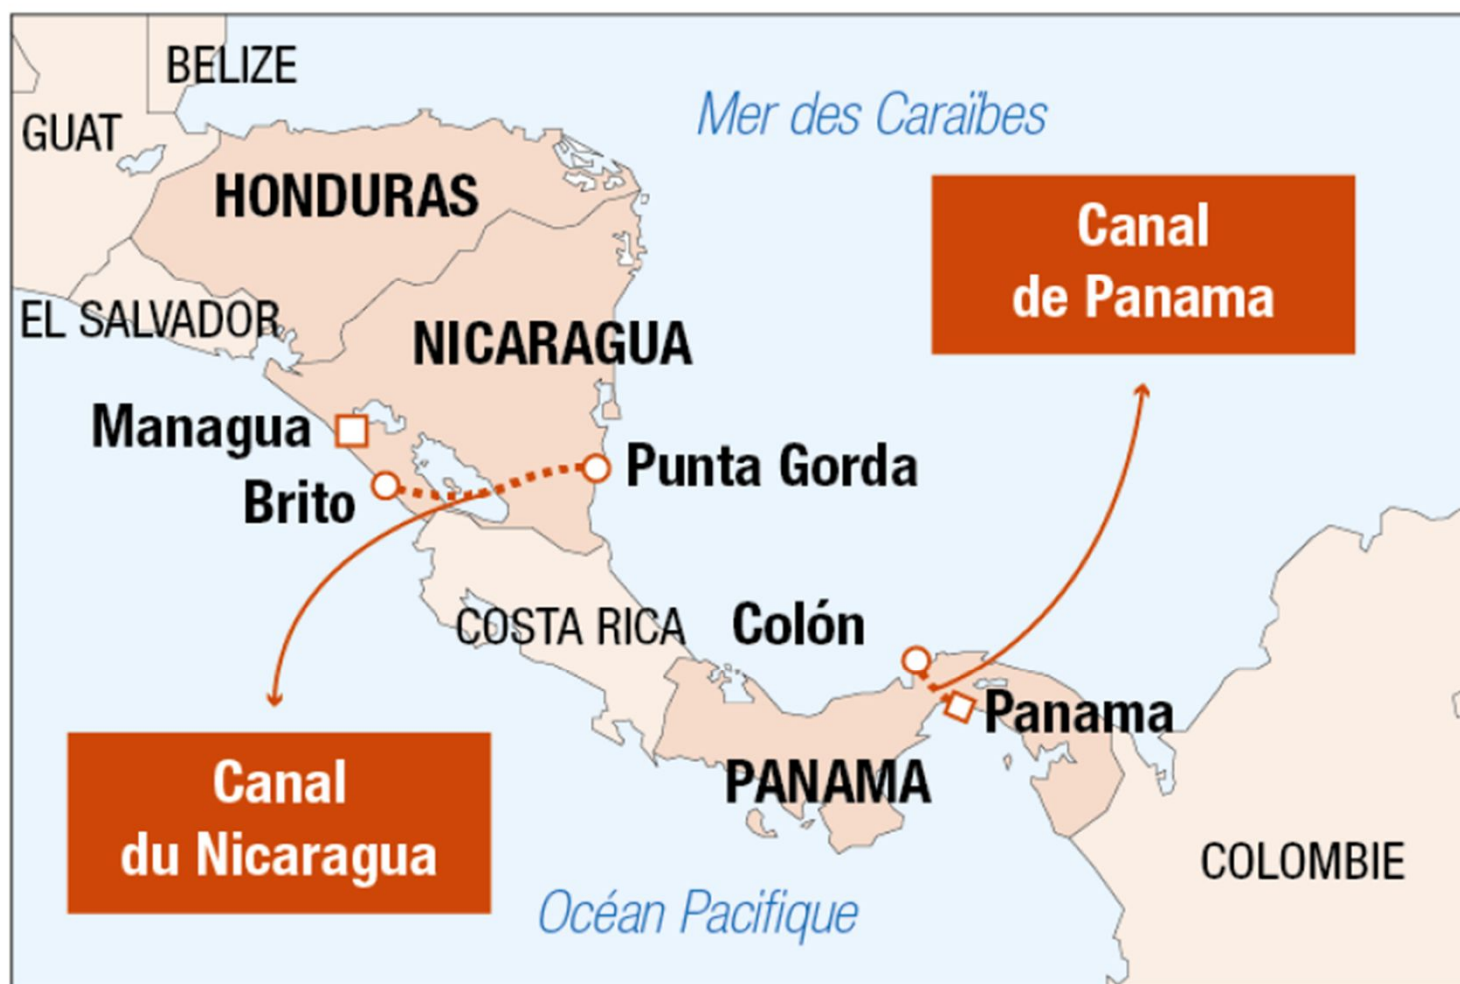 BELIZE
Mer des Caraïbes
GUAT
HONDURAS
Canal
de Panama
EL SALVADOR
NICARAGUA
Managua
Punta Gorda
Brito
COSTA RICA
Colón
Panama
PANAMA
Canal
du Nicaragua
COLOMBIE
Océan Pacifique